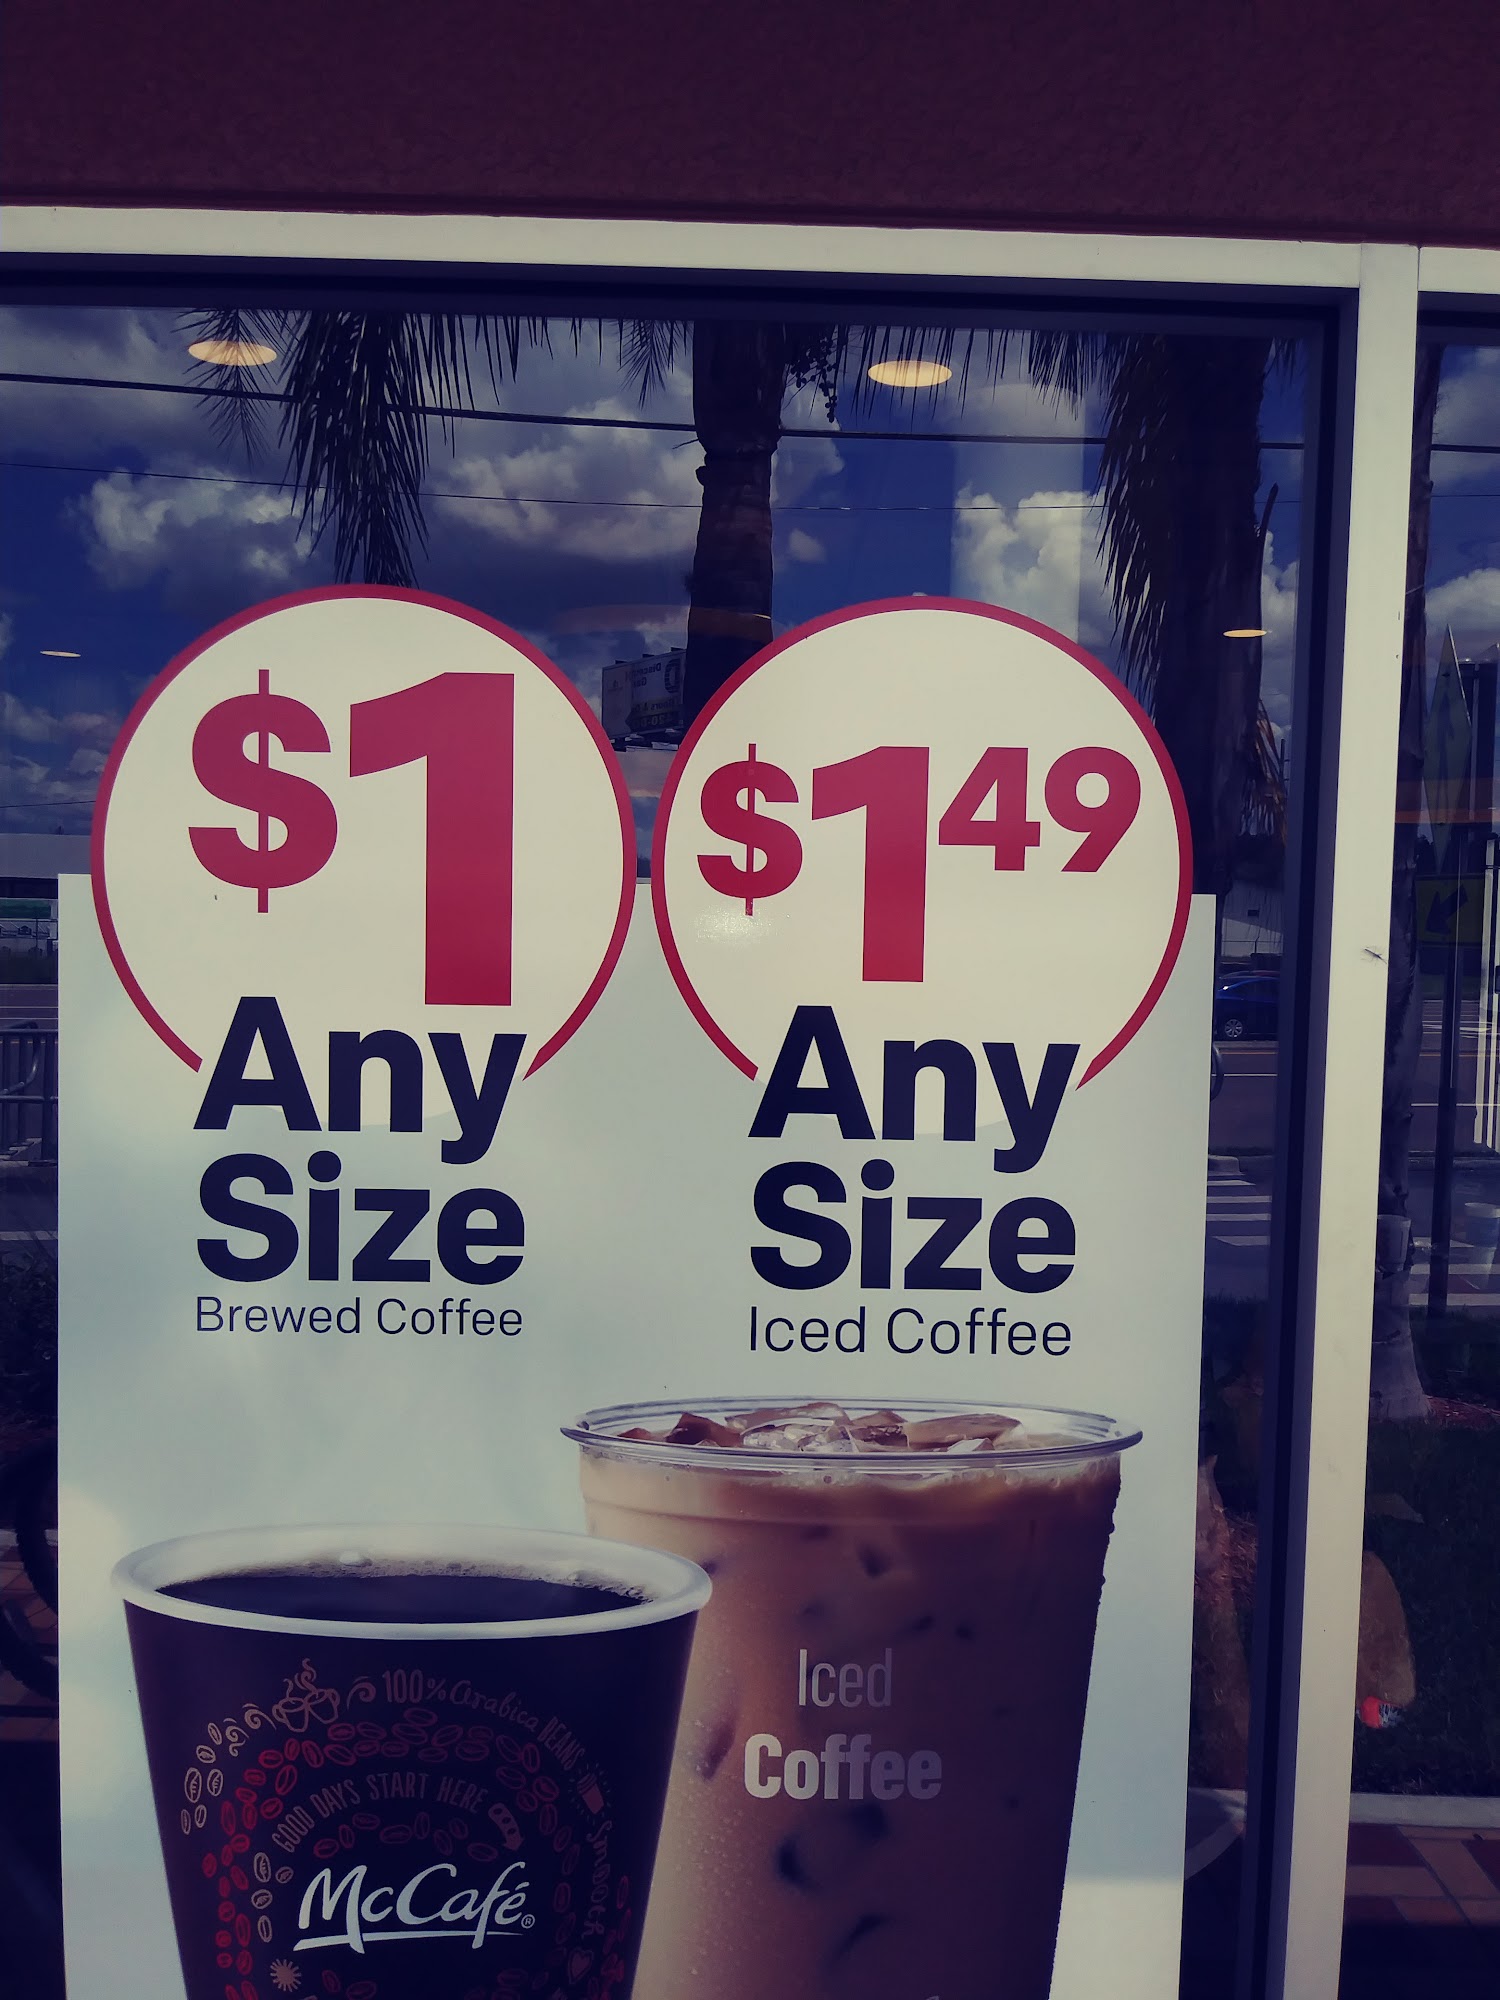 $1
Any
Size
Brewed Coffee
$1.49
Any
Size
Iced Coffee
Iced
Coffee
100% Arabica BEANS
Smooth
GOOD DAYS START HERE
McCafé®